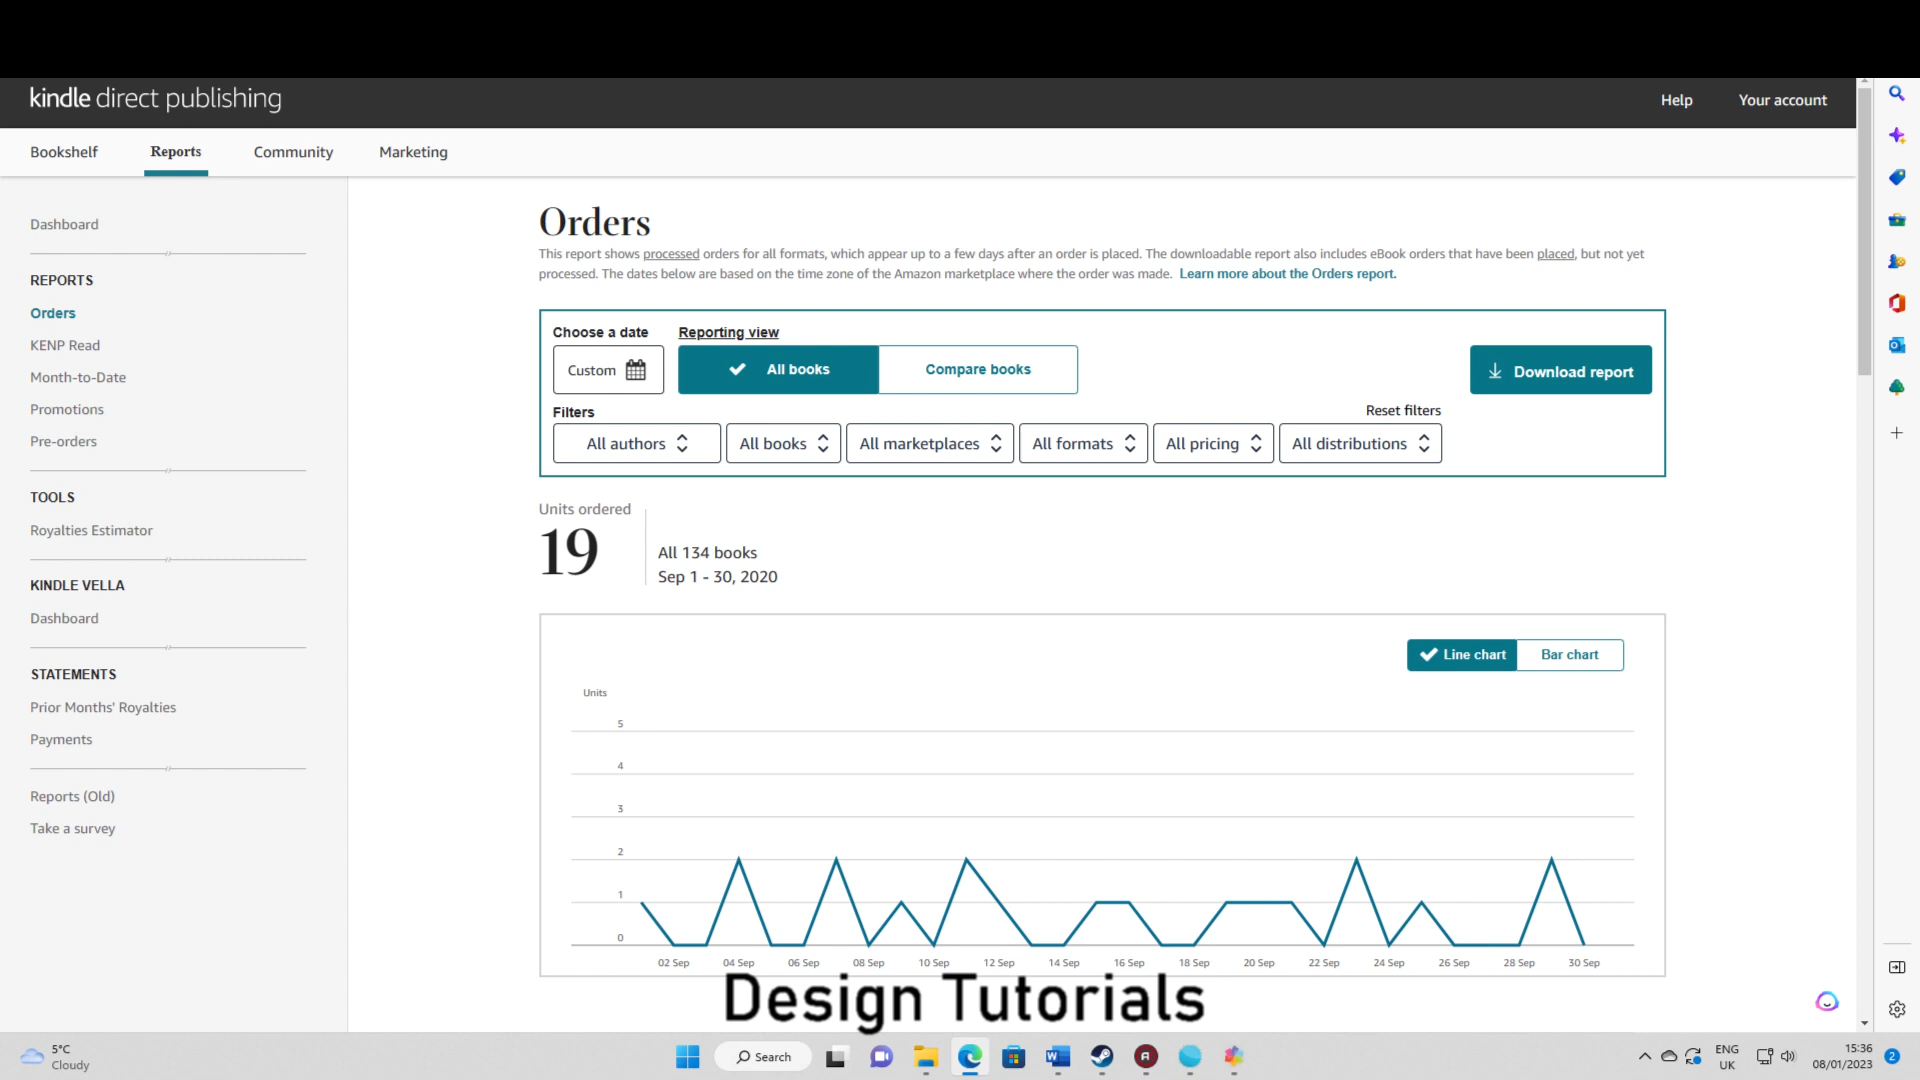 kindle direct publishing
Help
Your account
Bookshelf
Reports
Community
Marketing
Dashboard
REPORTS
Orders
KENP Read
Month-to-Date
Promotions
Pre-orders
TOOLS
Royalties Estimator
KINDLE VELLA
Dashboard
STATEMENTS
Prior Months' Royalties
Payments
Reports (Old)
Take a survey
Orders
This report shows processed orders for all formats, which appear up to a few days after an order is placed. The downloadable report also includes eBook orders that have been placed, but not yet
processed. The dates below are based on the time zone of the Amazon marketplace where the order was made. Learn more about the Orders report.
Choose a date
Reporting view
Custom
All books
Compare books
Download report
Filters
Reset filters
All authors
All books
All marketplaces
All formats
All pricing
All distributions
Units ordered
19
All 134 books
Sep 1 - 30, 2020
Line chart
Bar chart
Units
5
4
3
2
1
0
02 Sep
04 Sep
06 Sep
08 Sep
10 Sep
12 Sep
14 Sep
16 Sep
18 Sep
20 Sep
22 Sep
24 Sep
26 Sep
28 Sep
30 Sep
Design Tutorials
5°C
Cloudy
Search
ENG
UK
15:36
08/01/2023
2